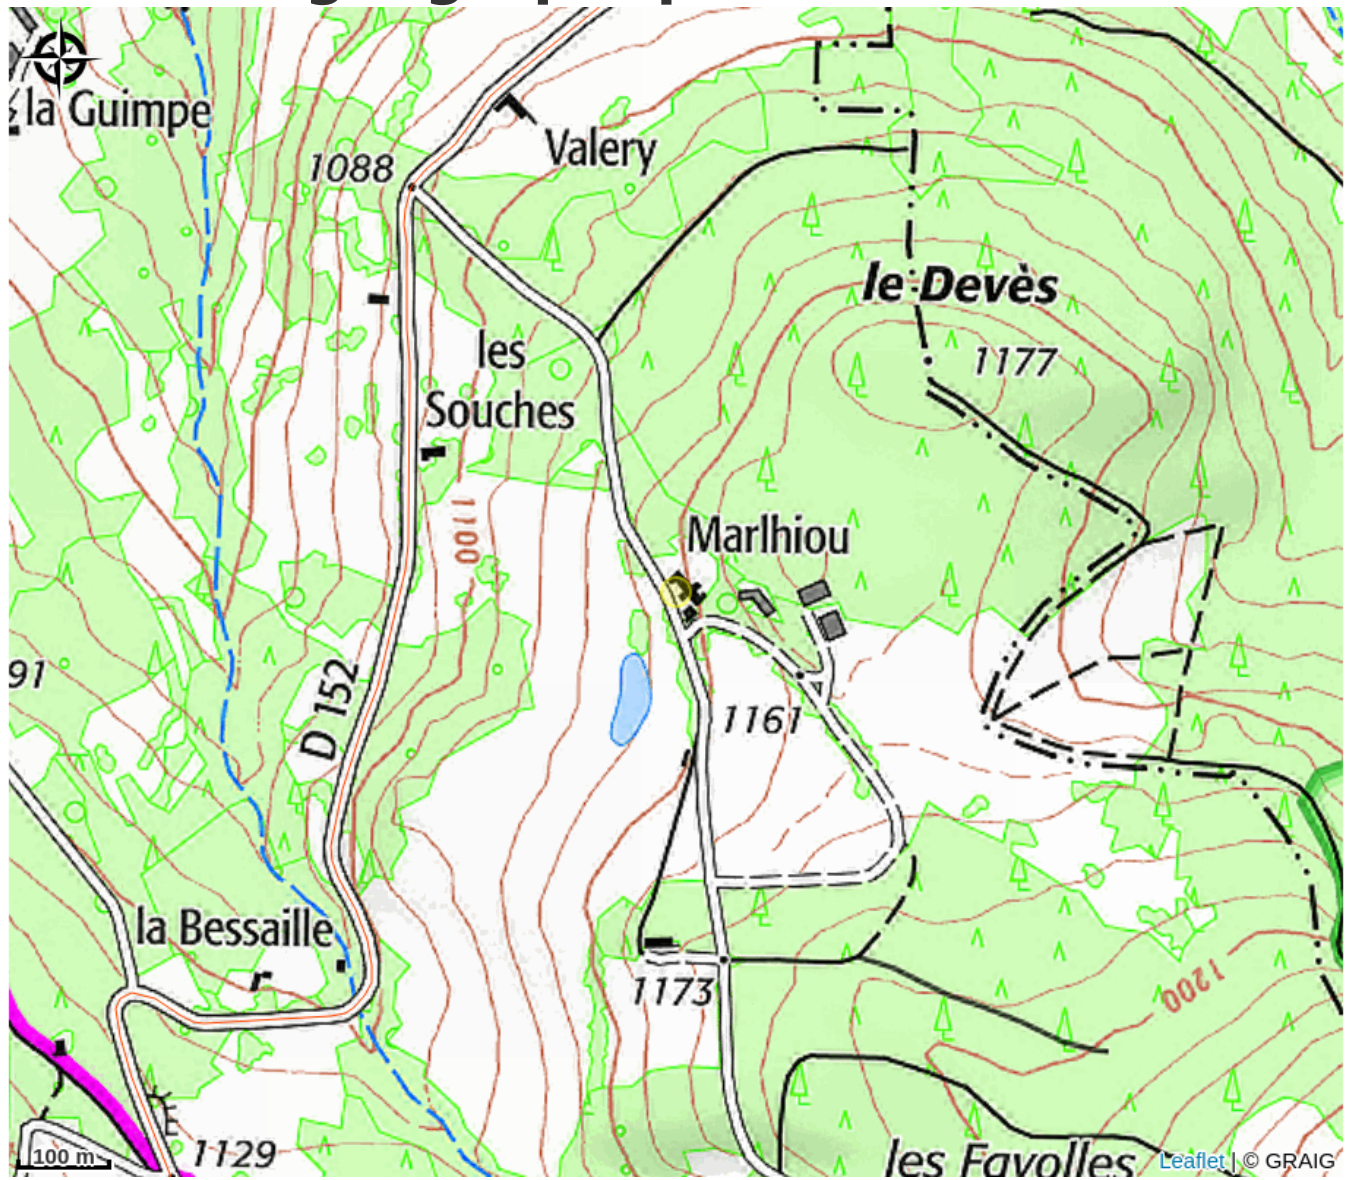 la Guimpe
Valery
1088
le Devès
1177
les
Souches
1100
Marlhiou
91
D 152
1161
la Bessaille
1173
1200
1129
les Favolles
100 m
Leaflet | © GRAIG